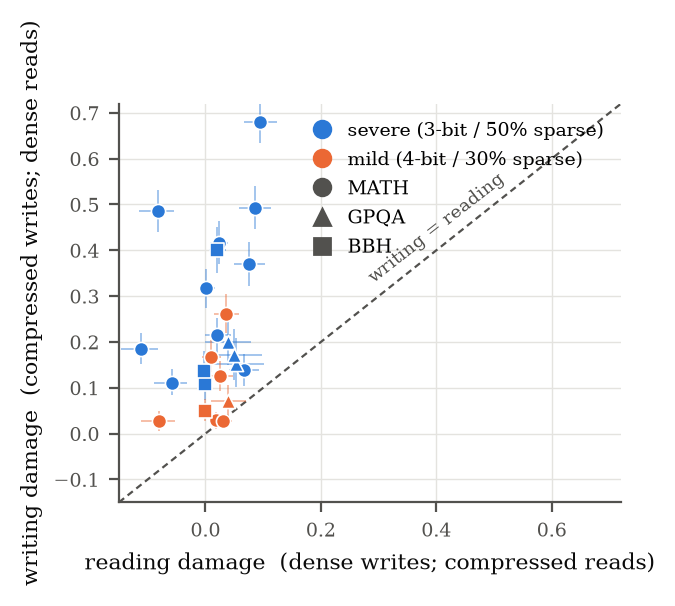 writing damage  (compressed writes; dense reads)
0.7
0.6
0.5
0.4
0.3
0.2
0.1
0.0
−0.1
severe (3-bit / 50% sparse)
mild (4-bit / 30% sparse)
MATH
GPQA
BBH
writing = reading
0.0
0.2
0.4
0.6
reading damage  (dense writes; compressed reads)